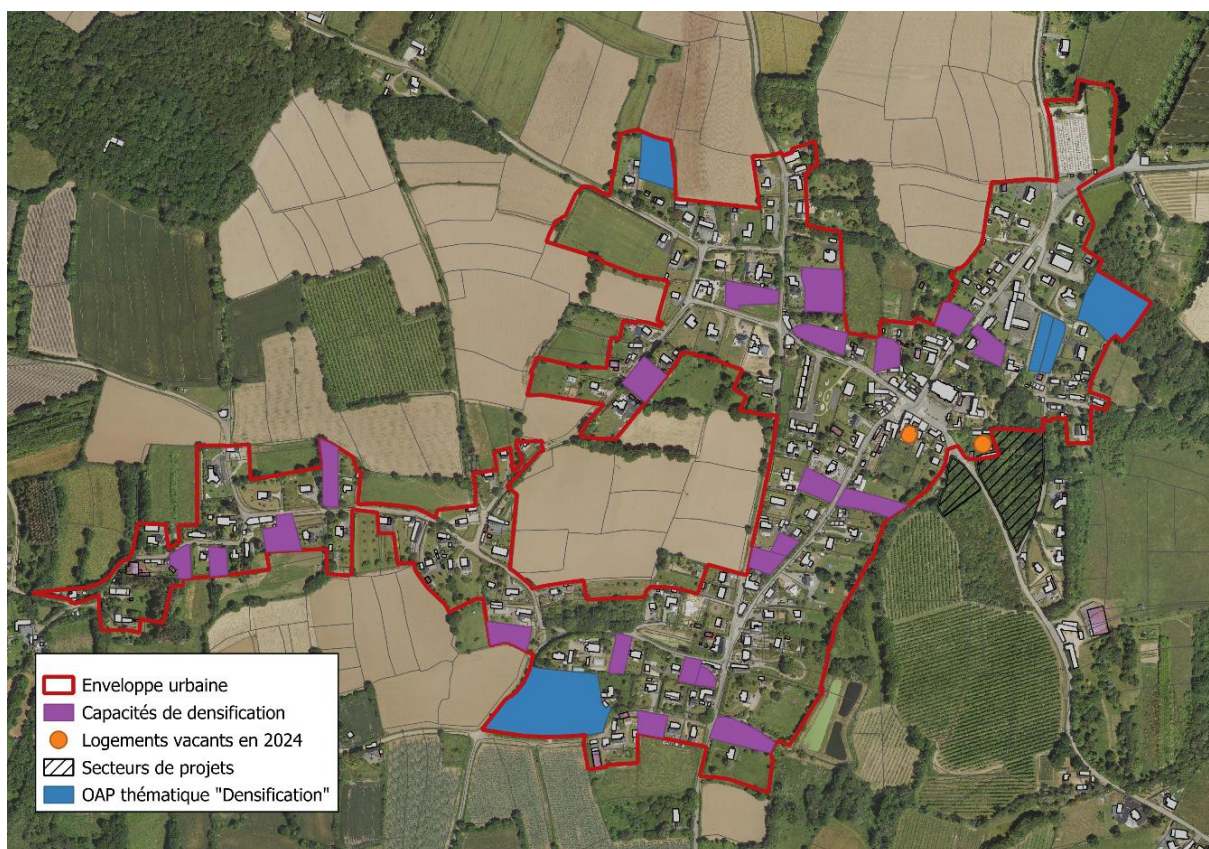 Enveloppe urbaine
Capacités de densification
Logements vacants en 2024
Secteurs de projets
OAP thématique "Densification"